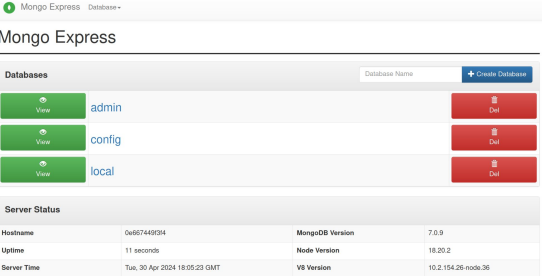 Mongo Express Database
Mongo Express
Databases Database Name + Create Database
View admin Del
View config Del
View local Del
Server Status
Hostname 0e667449f3f4 MongoDB Version 7.0.9
Uptime 11 seconds Node Version 18.20.2
Server Time Tue, 30 Apr 2024 18:05:23 GMT V8 Version 10.2.154.26-node.36